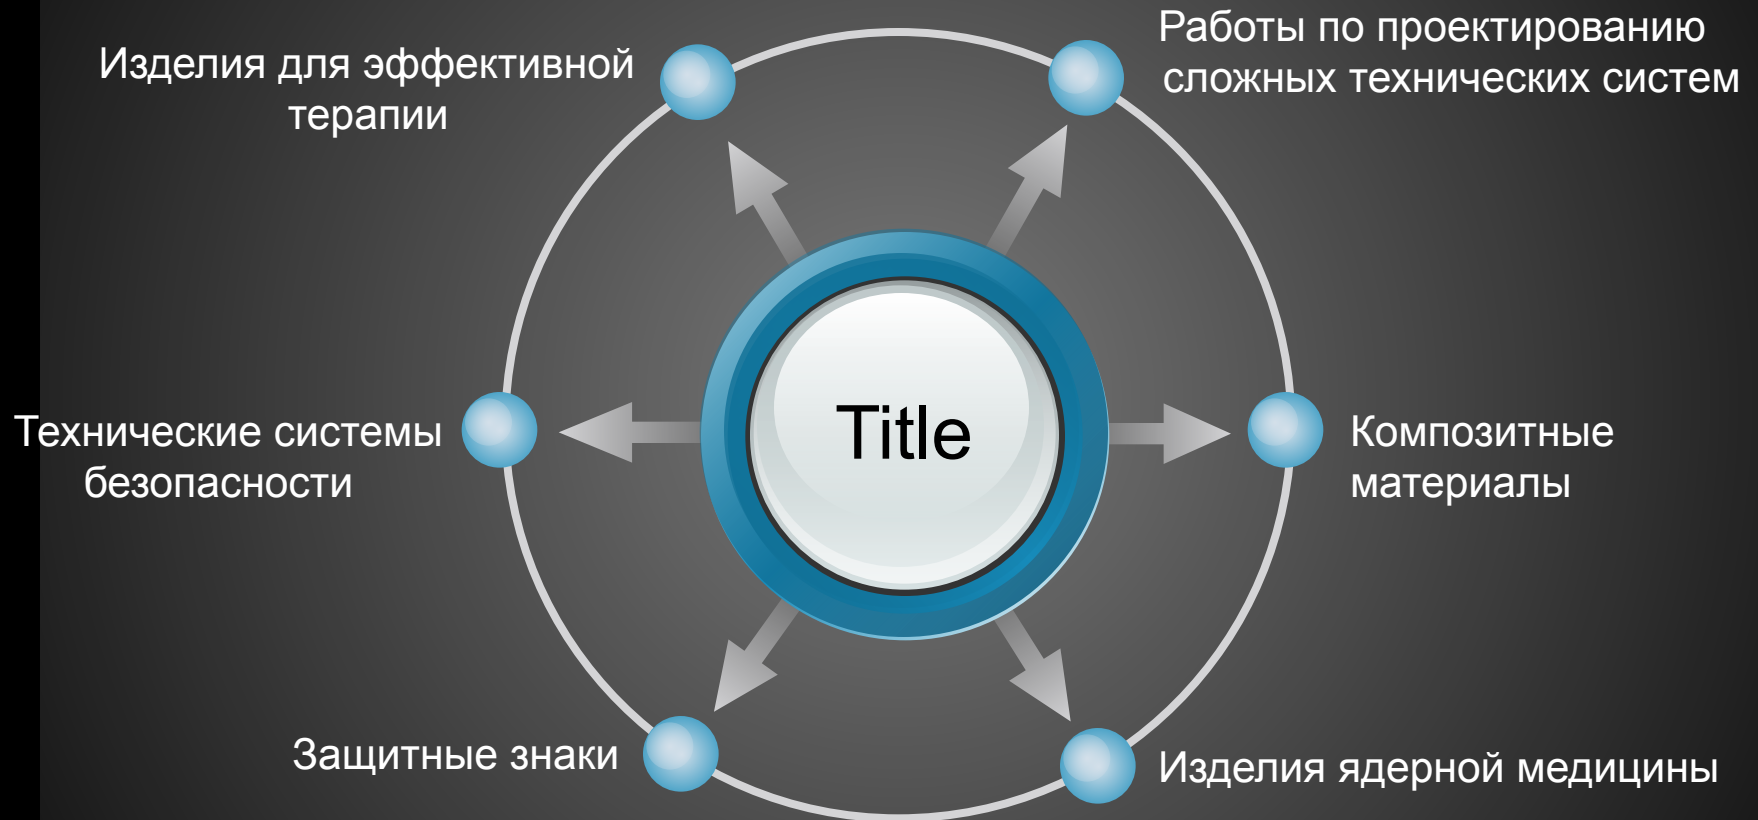 Работы по проектированию
сложных технических систем
Изделия для эффективной
терапии
Title
Технические системы
безопасности
Композитные
материалы
Защитные знаки
Изделия ядерной медицины